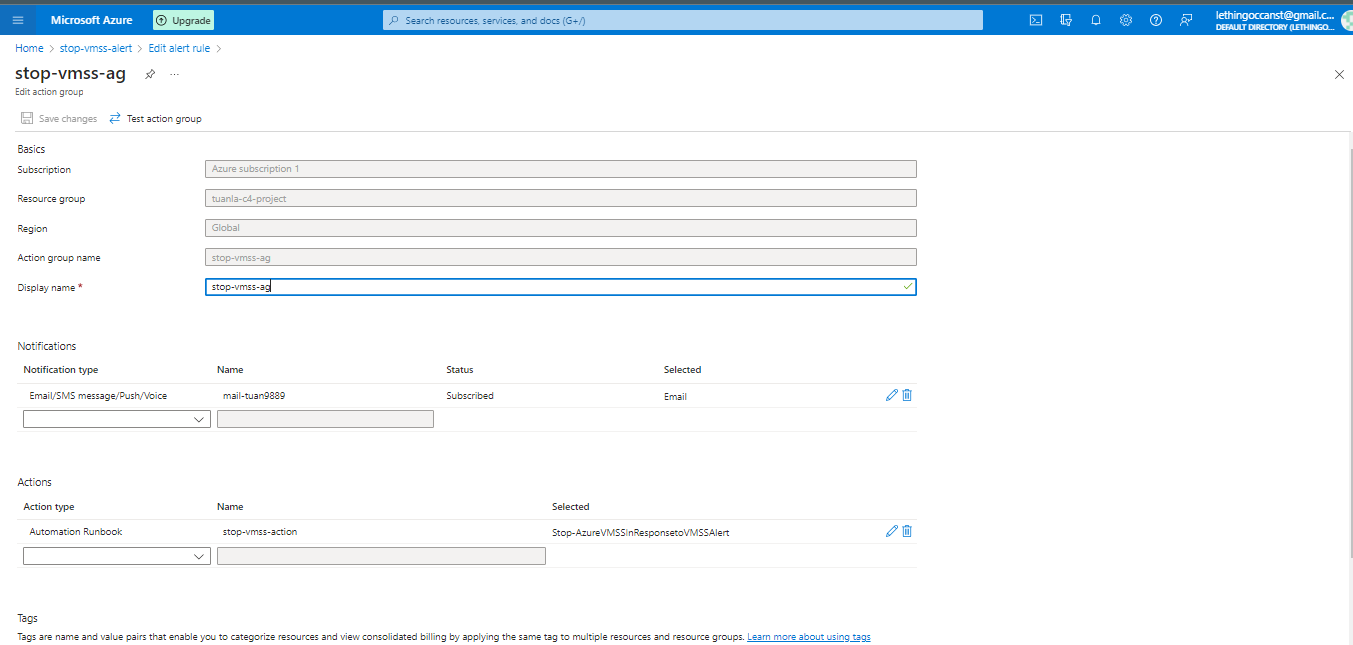 Microsoft Azure
Upgrade
Search resources, services, and docs (G+/)
lethingoccanst@gmail.c...
DEFAULT DIRECTORY (LETHINGO...
Home > stop-vmss-alert > Edit alert rule >
stop-vmss-ag
...
Edit action group
Save changes
Test action group
Basics
Subscription
Azure subscription 1
Resource group
tuanla-c4-project
Region
Global
Action group name
stop-vmss-ag
Display name *
stop-vmss-ag
Notifications
Notification type Name Status Selected
Email/SMS message/Push/Voice mail-tuan9889 Subscribed Email
Actions
Action type Name Selected
Automation Runbook stop-vmss-action Stop-AzureVMSSInResponsetoVMSSAlert
Tags
Tags are name and value pairs that enable you to categorize resources and view consolidated billing by applying the same tag to multiple resources and resource groups. Learn more about using tags